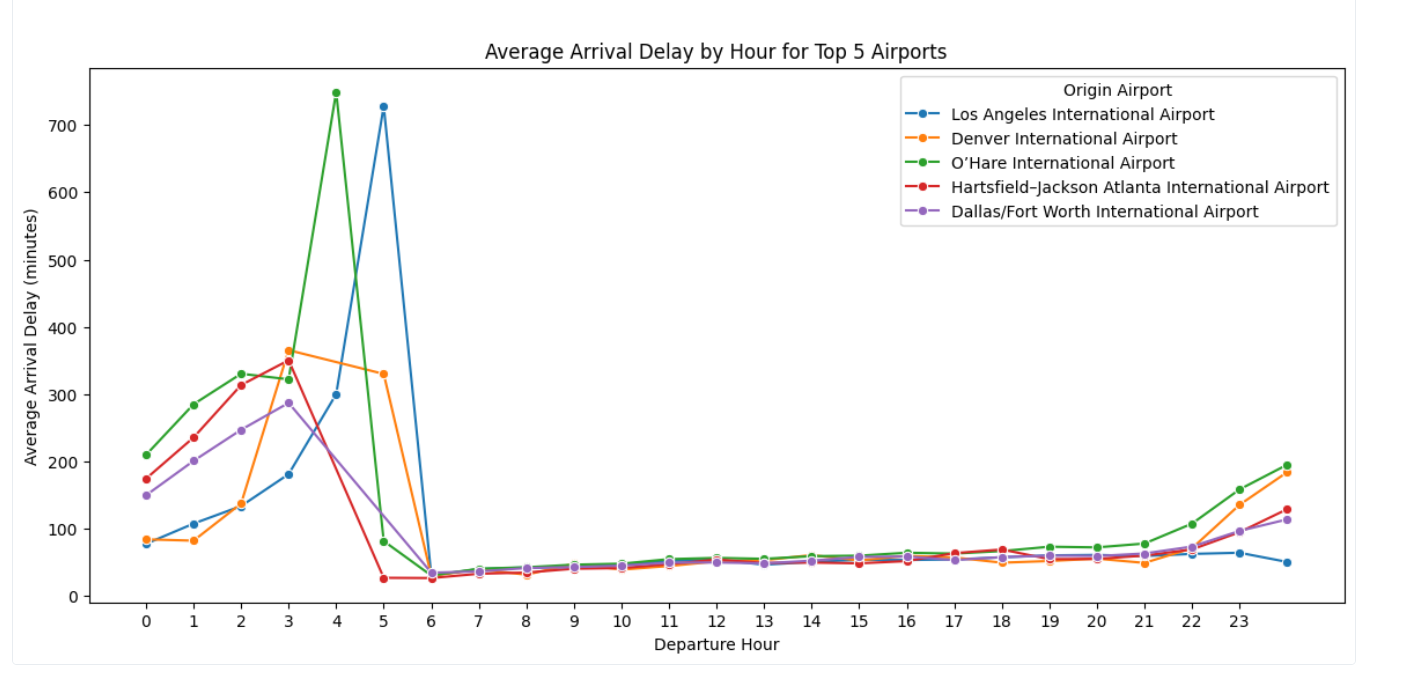 Average Arrival Delay by Hour for Top 5 Airports
Origin Airport
Los Angeles International Airport
Denver International Airport
O’Hare International Airport
Hartsfield–Jackson Atlanta International Airport
Dallas/Fort Worth International Airport
Average Arrival Delay (minutes)
700
600
500
400
300
200
100
0
0 1 2 3 4 5 6 7 8 9 10 11 12 13 14 15 16 17 18 19 20 21 22 23
Departure Hour